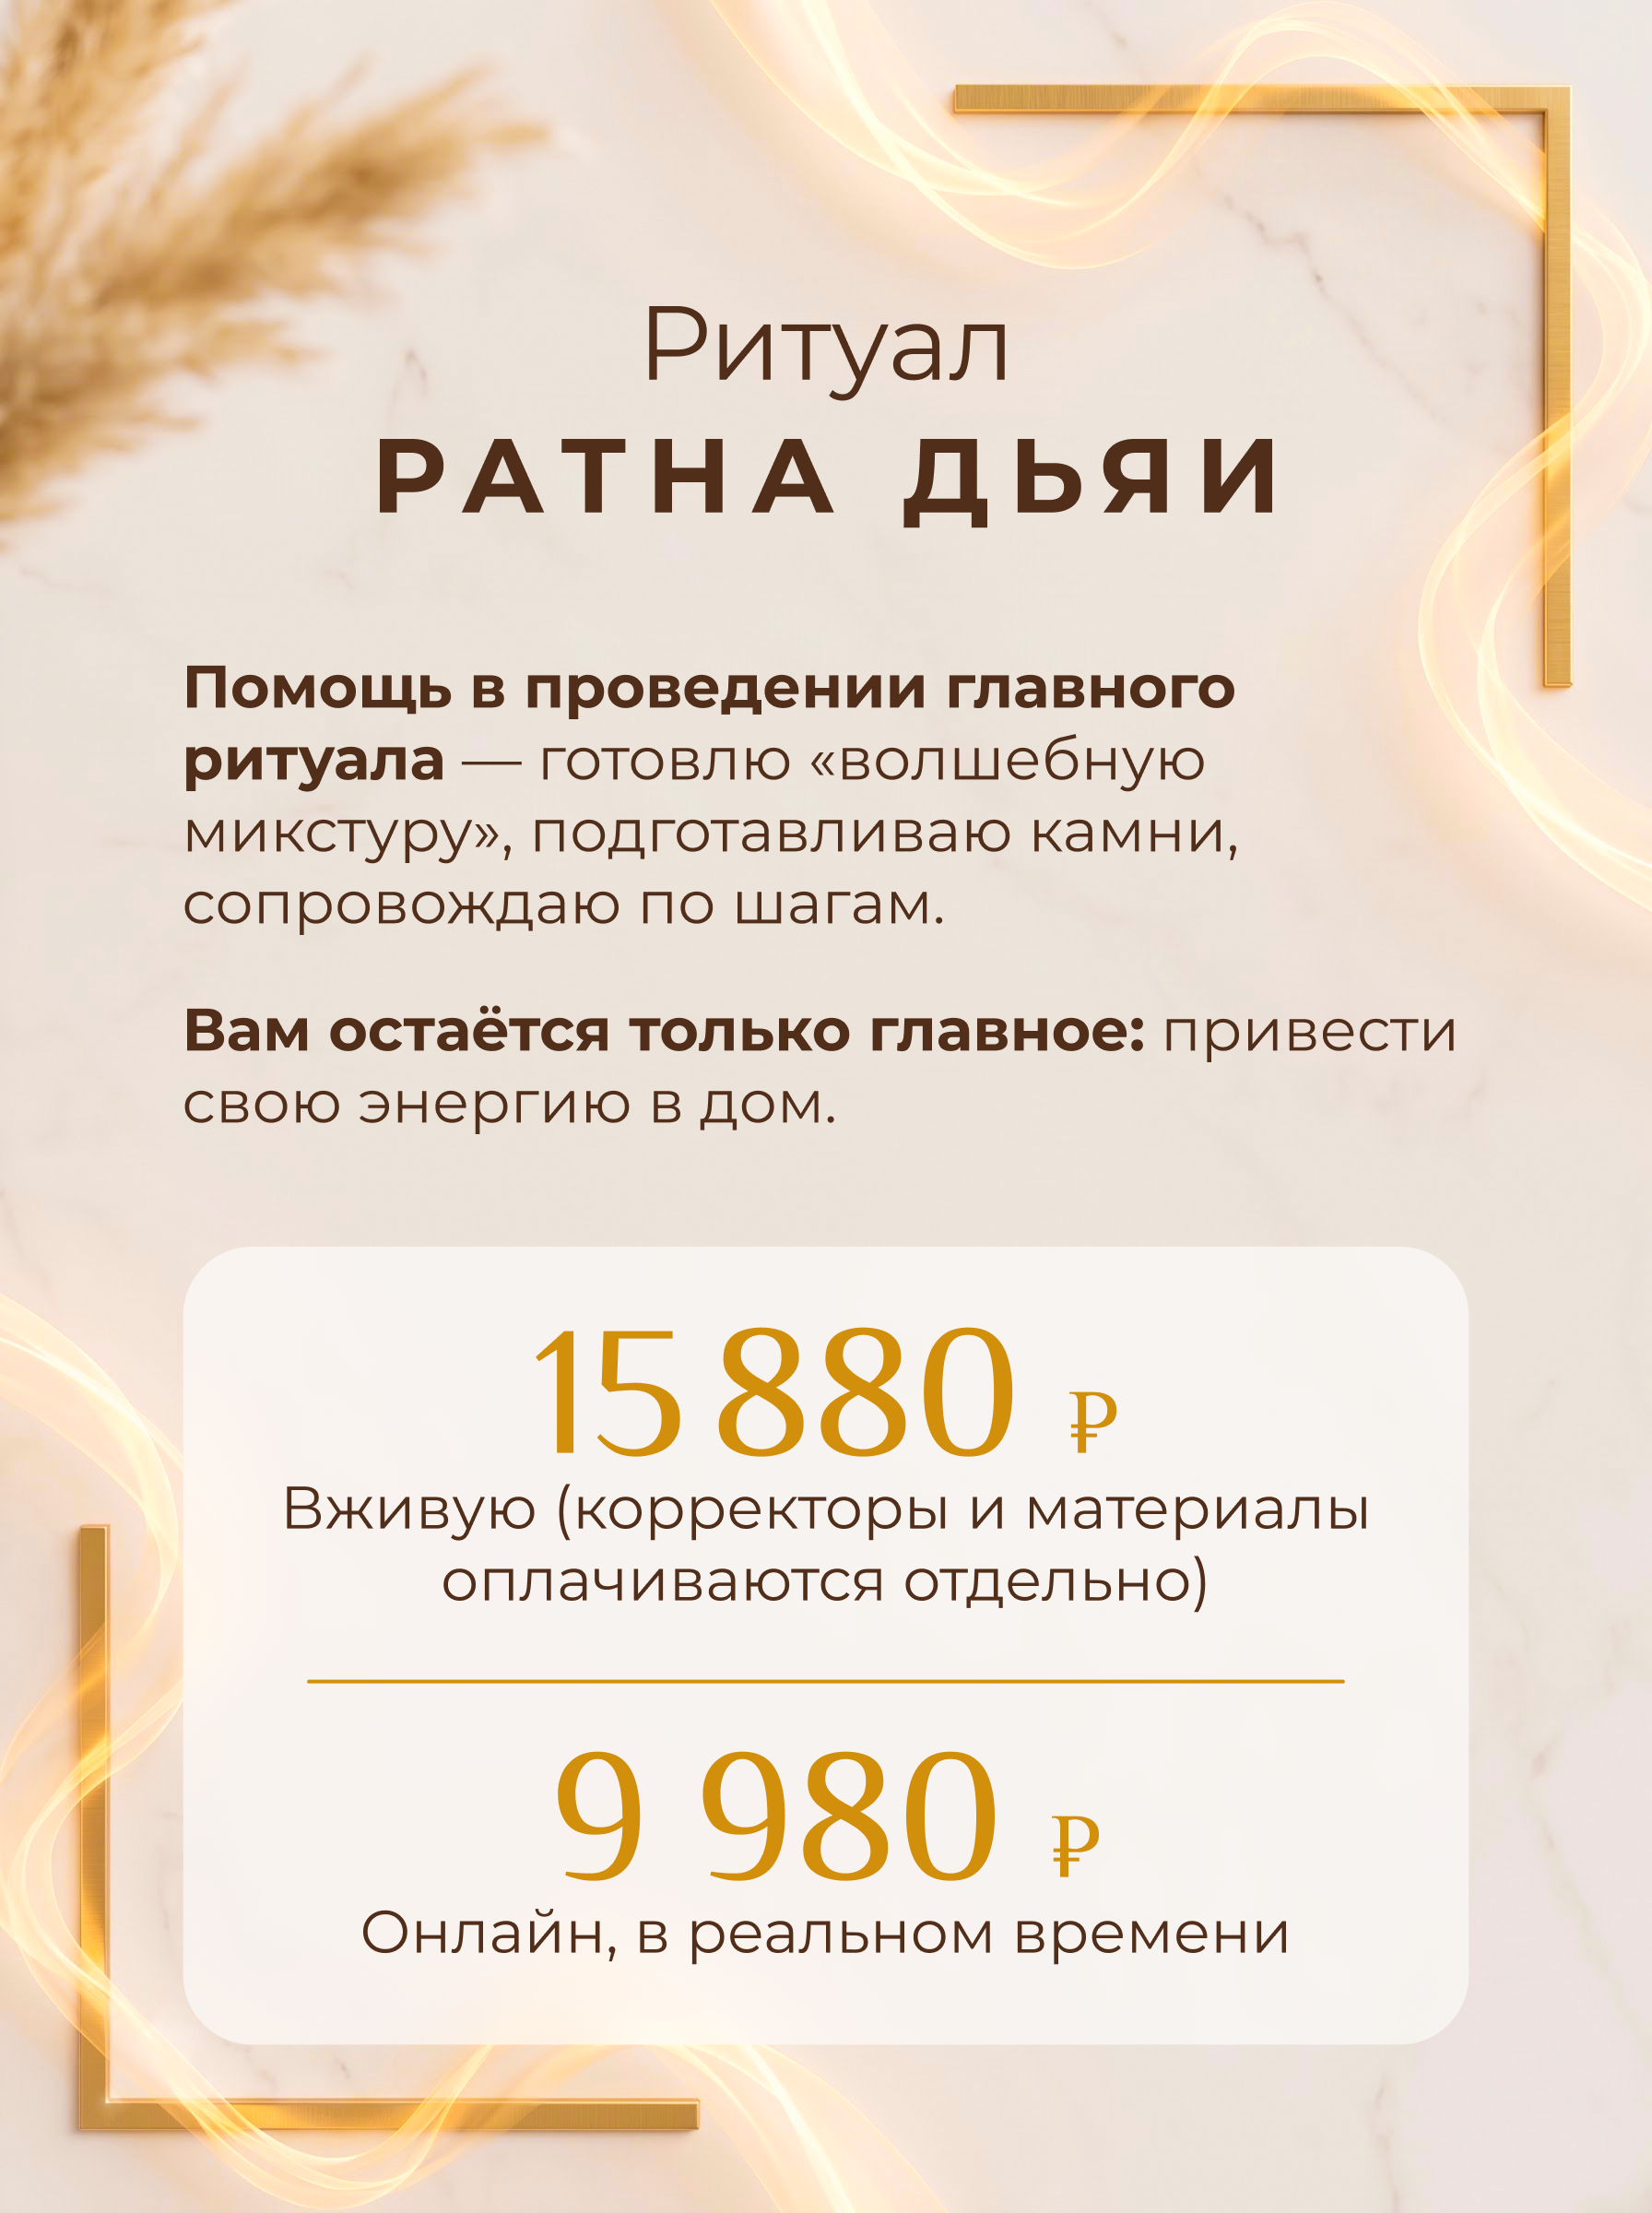 Ритуал
РАТНА ДЬЯИ
Помощь в проведении главного
ритуала — готовлю «волшебную
микстуру», подготавливаю камни,
сопровождаю по шагам.
Вам остаётся только главное: привести
свою энергию в дом.
15 880 ₽
Вживую (корректоры и материалы
оплачиваются отдельно)
9 980 ₽
Онлайн, в реальном времени